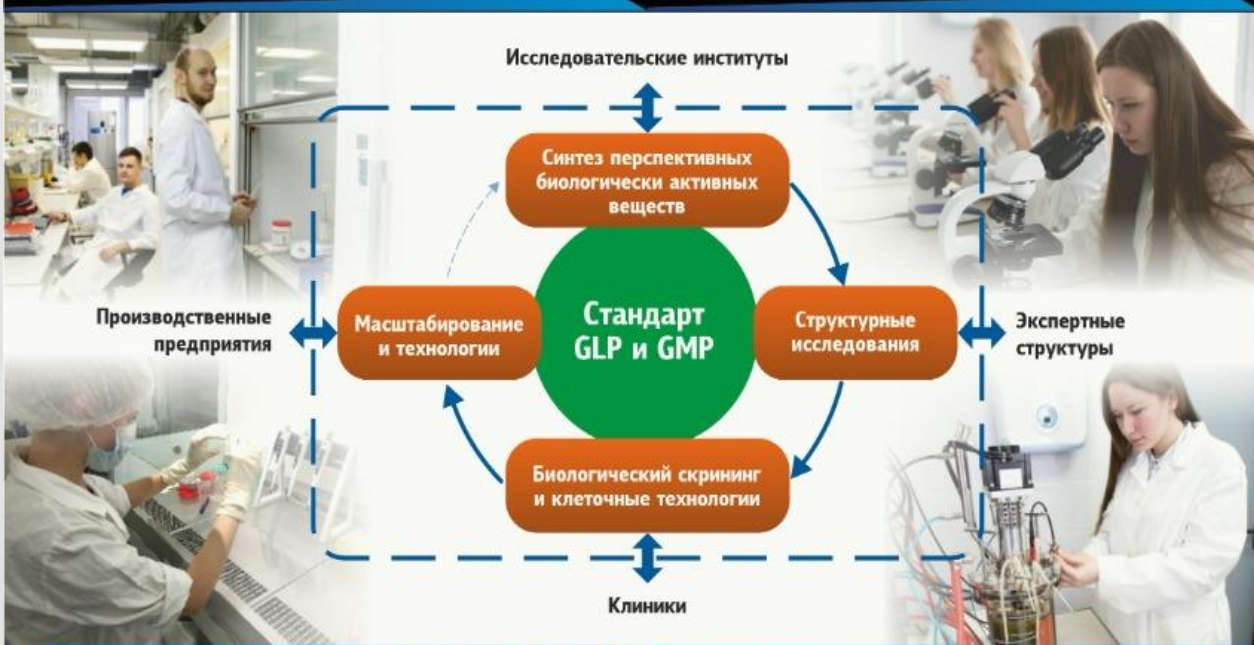 Исследовательские институты
Синтез перспективных
биологически активных
веществ
Производственные
предприятия
Масштабирование
и технологии
Стандарт
GLP и GMP
Структурные
исследования
Экспертные
структуры
Биологический скрининг
и клеточные технологии
Клиники